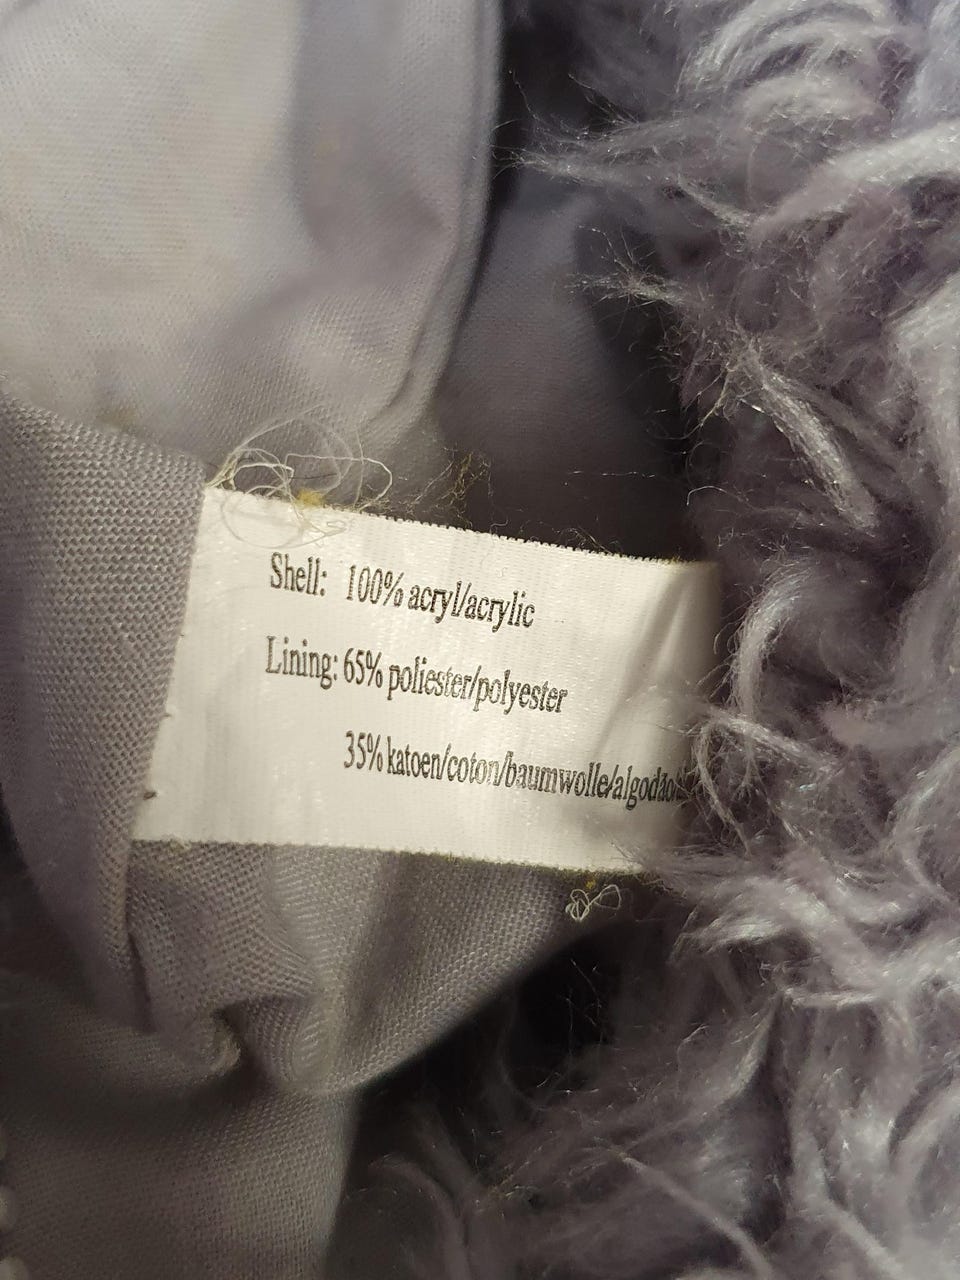 Shell: 100% acryl/acrylic
Lining: 65% poliester/polyester
35% katoen/coton/baumwolle/algodão/